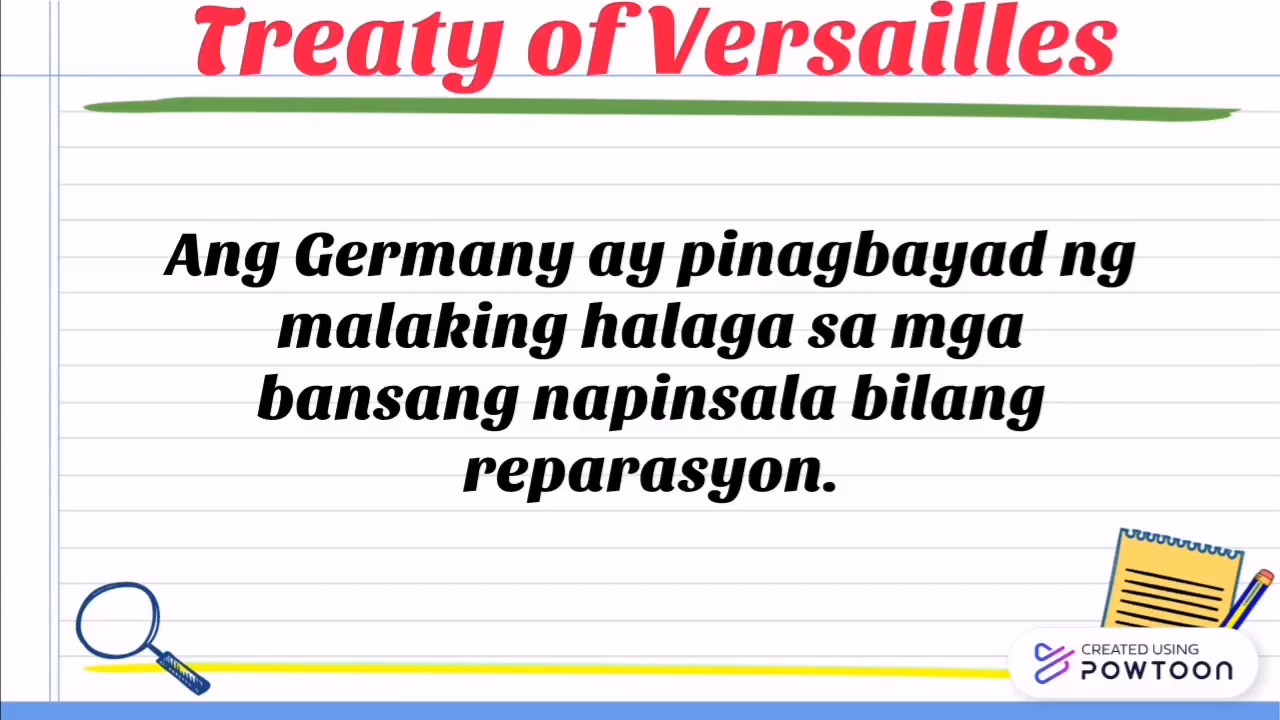 Treaty of Versailles
Ang Germany ay pinagbayad ng
malaking halaga sa mga
bansang napinsala bilang
reparasyon.
CREATED USING
POWTOON